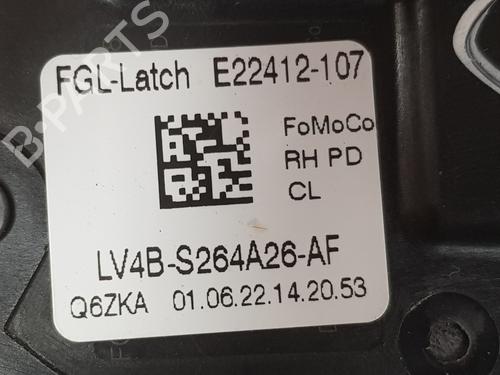 B-PARTS
FGL-Latch E22412-107
FoMoCo
RH PD
CL
LV4B-S264A26-AF
Q6ZKA 01.06.22.14.20.53